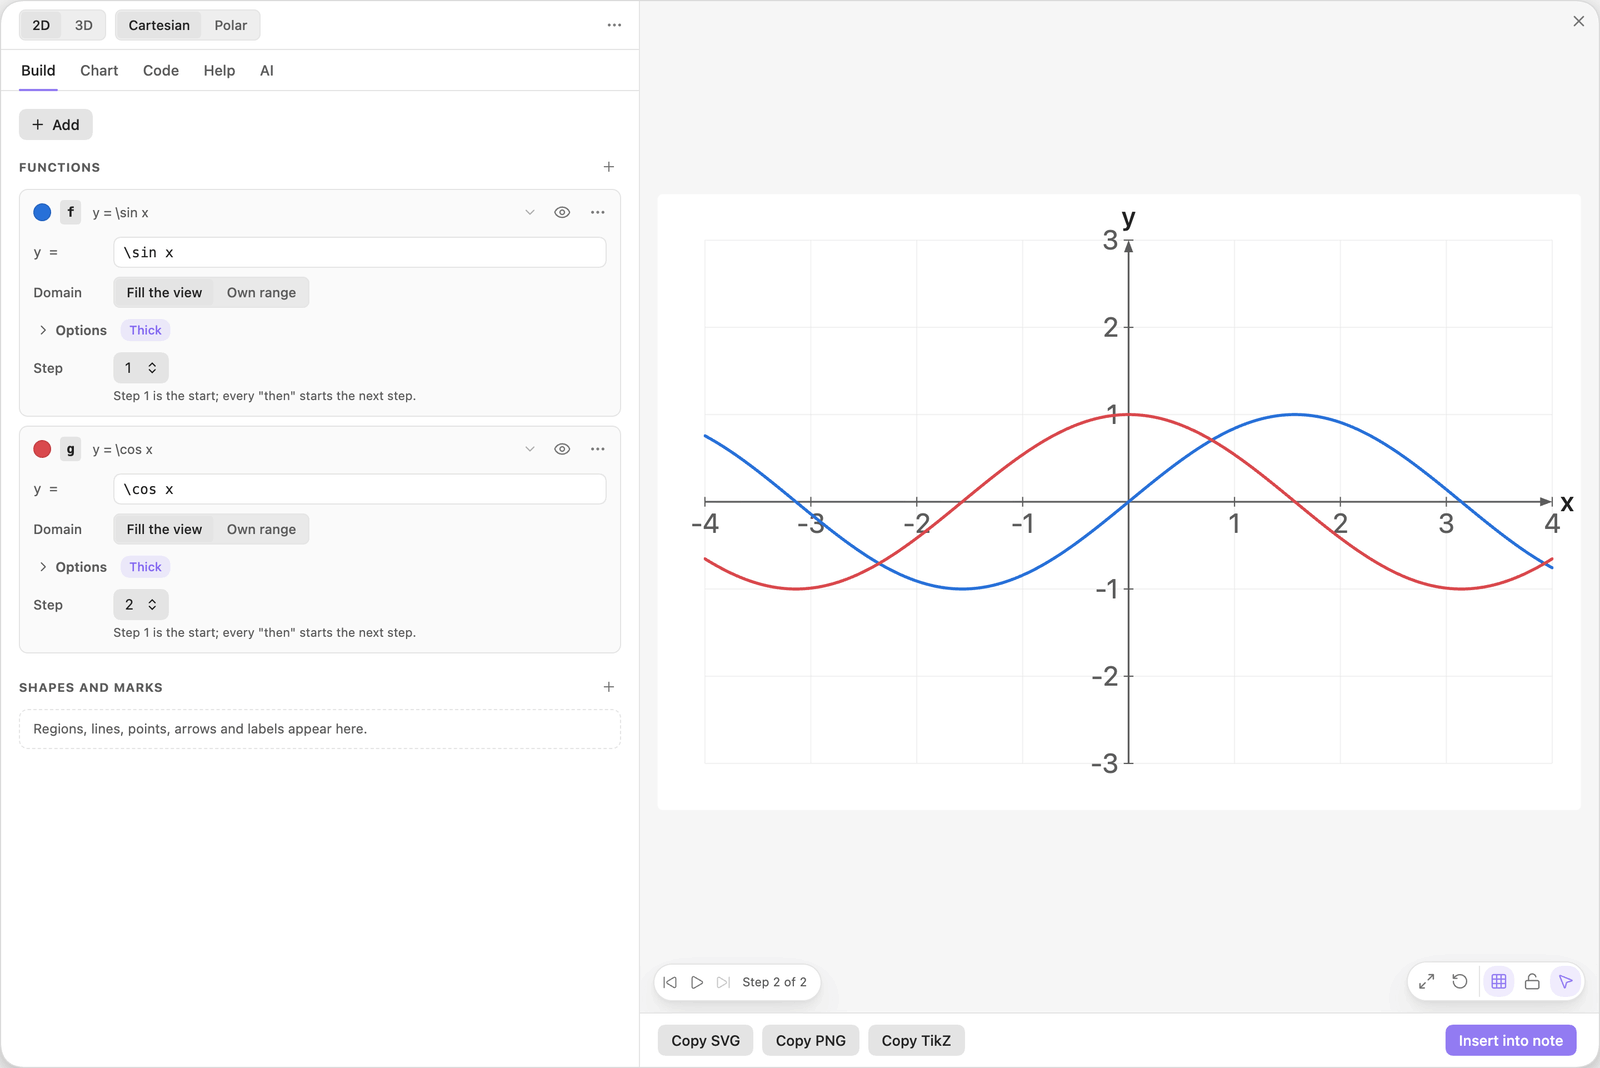 2D 3D Cartesian Polar
Build Chart Code Help AI
+ Add
FUNCTIONS
f y = \sin x
y = \sin x
Domain Fill the view Own range
Options Thick
Step 1
Step 1 is the start; every "then" starts the next step.
g y = \cos x
y = \cos x
Domain Fill the view Own range
Options Thick
Step 2
Step 1 is the start; every "then" starts the next step.
SHAPES AND MARKS
Regions, lines, points, arrows and labels appear here.
y
3
2
1
x
-4 -3 -2 -1 1 2 3 4
-1
-2
-3
Step 2 of 2
Copy SVG Copy PNG Copy TikZ Insert into note